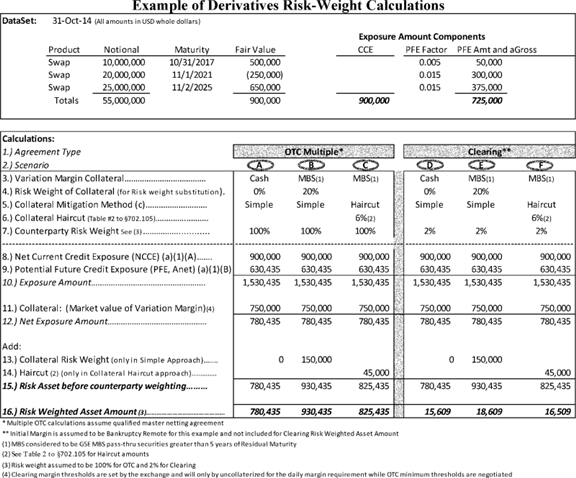 Example of Derivatives Risk-Weight Calculations
DataSet: 31-Oct-14 (All amounts in USD whole dollars)
Exposure Amount Components
Product Notional Maturity Fair Value CCE PFE Factor PFE Amt and aGross
Swap 10,000,000 10/31/2017 500,000 0.005 50,000
Swap 20,000,000 11/1/2021 (250,000) 0.015 300,000
Swap 25,000,000 11/2/2025 650,000 0.015 375,000
Totals 55,000,000 900,000 900,000 725,000
Calculations:
1.) Agreement Type OTC Multiple* Clearing**
2.) Scenario A B C D E F
3.) Variation Margin Collateral Cash MBS(1) MBS(1) Cash MBS(1) MBS(1)
4.) Risk Weight of Collateral (for Risk weight substitution). 0% 20% 0% 20%
5.) Collateral Mitigation Method (c) Simple Simple Haircut Simple Simple Haircut
6.) Collateral Haircut (Table #2 to §702.105) 6%(2) 6%(2)
7.) Counterparty Risk Weight See (3) 100% 100% 100% 2% 2% 2%
8.) Net Current Credit Exposure (NCCE) (a)(1)(A) 900,000 900,000 900,000 900,000 900,000 900,000
9.) Potential Future Credit Exposure (PFE, Anet) (a)(1)(B) 630,435 630,435 630,435 630,435 630,435 630,435
10.) Exposure Amount 1,530,435 1,530,435 1,530,435 1,530,435 1,530,435 1,530,435
11.) Collateral: (Market value of Variation Margin)(4) 750,000 750,000 750,000 750,000 750,000 750,000
12.) Net Exposure Amount 780,435 780,435 780,435 780,435 780,435 780,435
Add:
13.) Collateral Risk Weight (only in Simple Approach) 0 150,000 0 150,000
14.) Haircut (2) (only in Collateral Haircut approach) 45,000 45,000
15.) Risk Asset before counterparty weighting 780,435 930,435 825,435 780,435 930,435 825,435
16.) Risk Weighted Asset Amount (3) 780,435 930,435 825,435 15,609 18,609 16,509
* Multiple OTC calculations assume qualified master netting agreement
** Initial Margin is assumed to be Bankruptcy Remote for this example and not included for Clearing Risk Weighted Asset Amount
(1) MBS considered to be GSE MBS pass-thru securities greater than 5 years of Residual Maturity
(2) See Table 2 to §702.105 for Haircut amounts
(3) Risk weight assumed to be 100% for OTC and 2% for Clearing
(4) Clearing margin thresholds are set by the exchange and will only by uncollateralized for the daily margin requirement while OTC minimum thresholds are negotiated